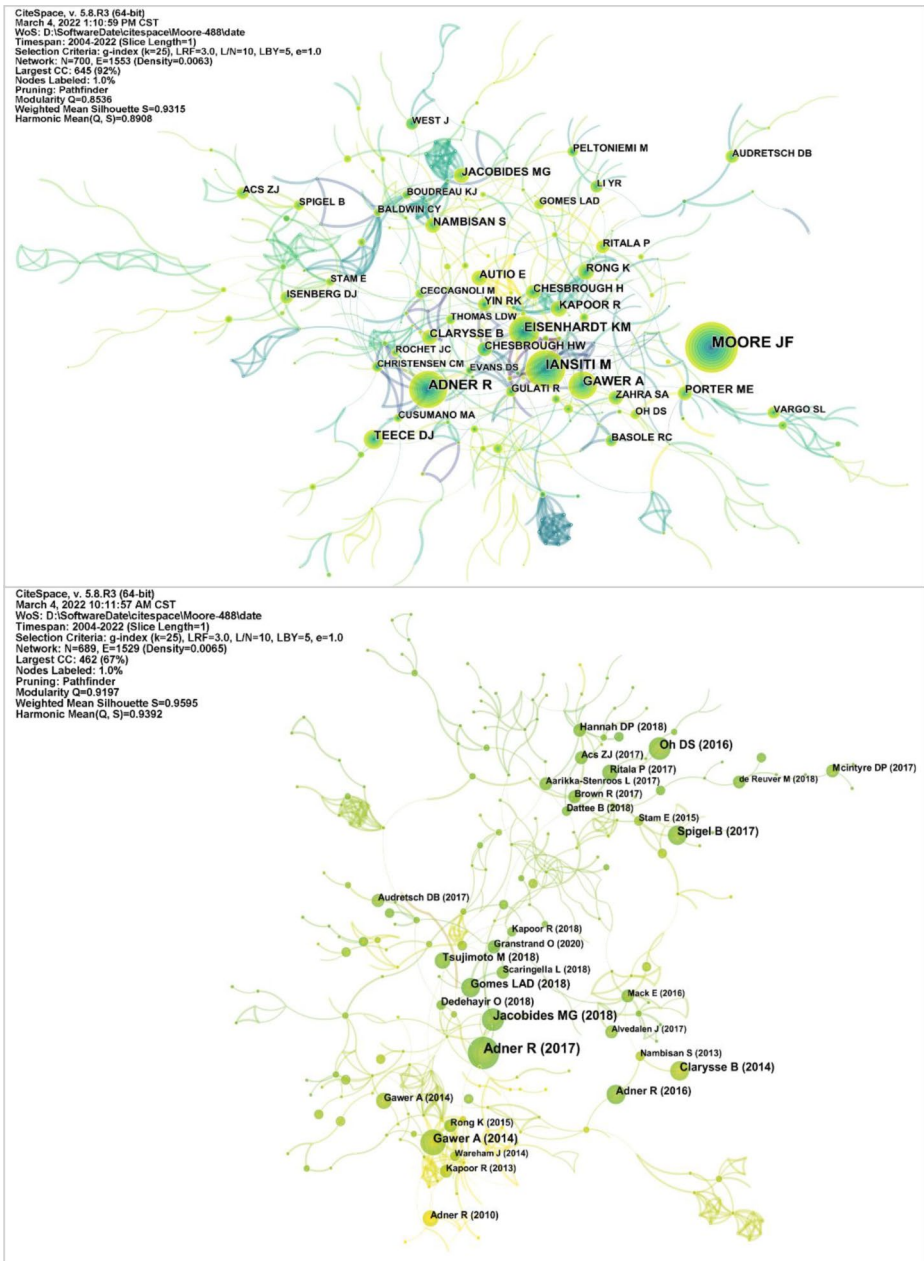 CiteSpace, v. 5.8.R3 (64-bit)
March 4, 2022 1:10:59 PM CST
WoS: D:\SoftwareDate\citespace\Moore-488\date
Timespan: 2004-2022 (Slice Length=1)
Selection Criteria: g-index (k=25), LRF=3.0, L/N=10, LBY=5, e=1.0
Network: N=700, E=1553 (Density=0.0063)
Largest CC: 645 (92%)
Nodes Labeled: 1.0%
Pruning: Pathfinder
Modularity Q=0.8536
Weighted Mean Silhouette S=0.9315
Harmonic Mean(Q, S)=0.8908
WEST J
PELTONIEMI M
AUDRETSCH DB
JACOBIDES MG
LI YR
ACS ZJ
BOUDREAU KJ
SPIGEL B
GOMES LAD
BALDWIN CY
NAMBISAN S
RITALA P
RONG K
AUTIO E
STAM E
CECCAGNOLI M
CHESBROUGH H
ISENBERG DJ
YIN RK
KAPOOR R
THOMAS LDW
EISENHARDT KM
CLARYSSE B
MOORE JF
CHESBROUGH HW
ROCHET JC
CHRISTENSEN CM
EVANS DS
IANSITI M
ADNER R
GULATI R
GAWER A
ZAHRA SA
PORTER ME
CUSUMANO MA
OH DS
VARGO SL
TEECE DJ
BASOLE RC
CiteSpace, v. 5.8.R3 (64-bit)
March 4, 2022 10:11:57 AM CST
WoS: D:\SoftwareDate\citespace\Moore-488\date
Timespan: 2004-2022 (Slice Length=1)
Selection Criteria: g-index (k=25), LRF=3.0, L/N=10, LBY=5, e=1.0
Network: N=689, E=1529 (Density=0.0065)
Largest CC: 462 (67%)
Nodes Labeled: 1.0%
Pruning: Pathfinder
Modularity Q=0.9197
Weighted Mean Silhouette S=0.9595
Harmonic Mean(Q, S)=0.9392
Hannah DP (2018)
Oh DS (2016)
Acs ZJ (2017)
Ritala P (2017)
Mcintyre DP (2017)
Aarikka-Stenroos L (2017)
de Reuver M (2018)
Brown R (2017)
Dattee B (2018)
Stam E (2015)
Spigel B (2017)
Audretsch DB (2017)
Kapoor R (2018)
Granstrand O (2020)
Tsujimoto M (2018)
Scaringella L (2018)
Gomes LAD (2018)
Mack E (2016)
Dedehayir O (2018)
Jacobides MG (2018)
Alvedalen J (2017)
Adner R (2017)
Nambisan S (2013)
Clarysse B (2014)
Adner R (2016)
Gawer A (2014)
Rong K (2015)
Gawer A (2014)
Wareham J (2014)
Kapoor R (2013)
Adner R (2010)